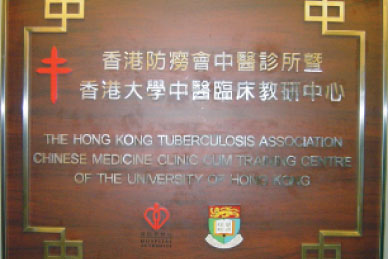 香港防癆會中醫診所暨
香港大學中醫臨床教研中心
THE HONG KONG TUBERCULOSIS ASSOCIATION
CHINESE MEDICINE CLINIC CUM TRAINING CENTRE
OF THE UNIVERSITY OF HONG KONG